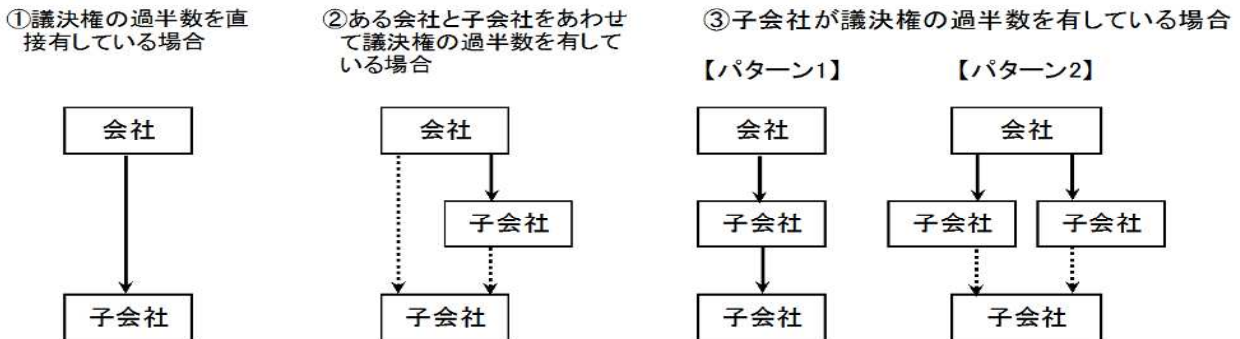 ①議決権の過半数を直
接有している場合
②ある会社と子会社をあわせ
て議決権の過半数を有して
いる場合
③子会社が議決権の過半数を有している場合
【パターン1】
【パターン2】
会社
子会社
会社
子会社
子会社
会社
子会社
子会社
会社
子会社
子会社
子会社